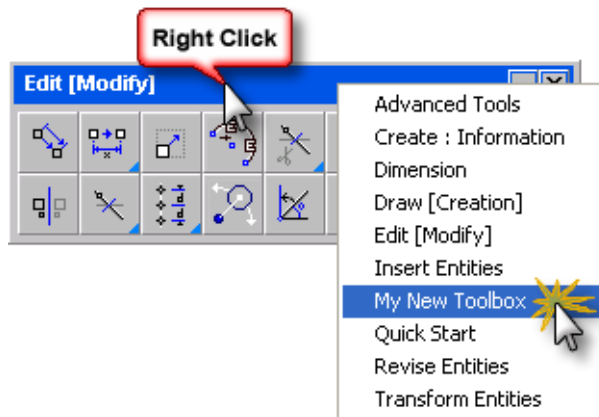 Right Click
Edit [Modify]
Advanced Tools
Create : Information
Dimension
Draw [Creation]
Edit [Modify]
Insert Entities
My New Toolbox
Quick Start
Revise Entities
Transform Entities